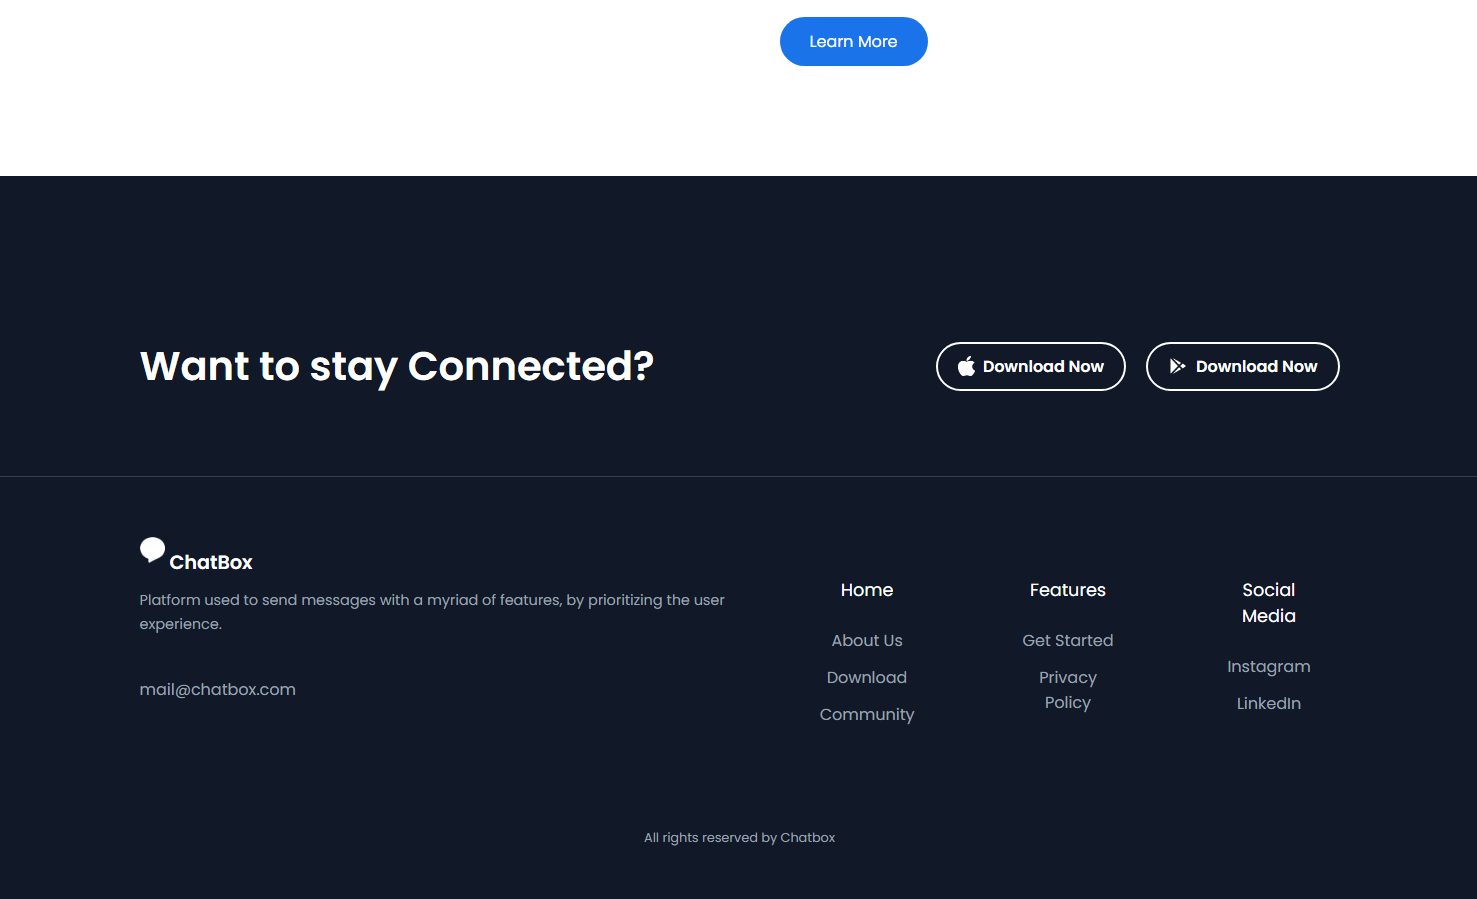 Learn More
Want to stay Connected?
Download Now
Download Now
ChatBox
Platform used to send messages with a myriad of features, by prioritizing the user
experience.
mail@chatbox.com
Home
About Us
Download
Community
Features
Get Started
Privacy
Policy
Social
Media
Instagram
LinkedIn
All rights reserved by Chatbox